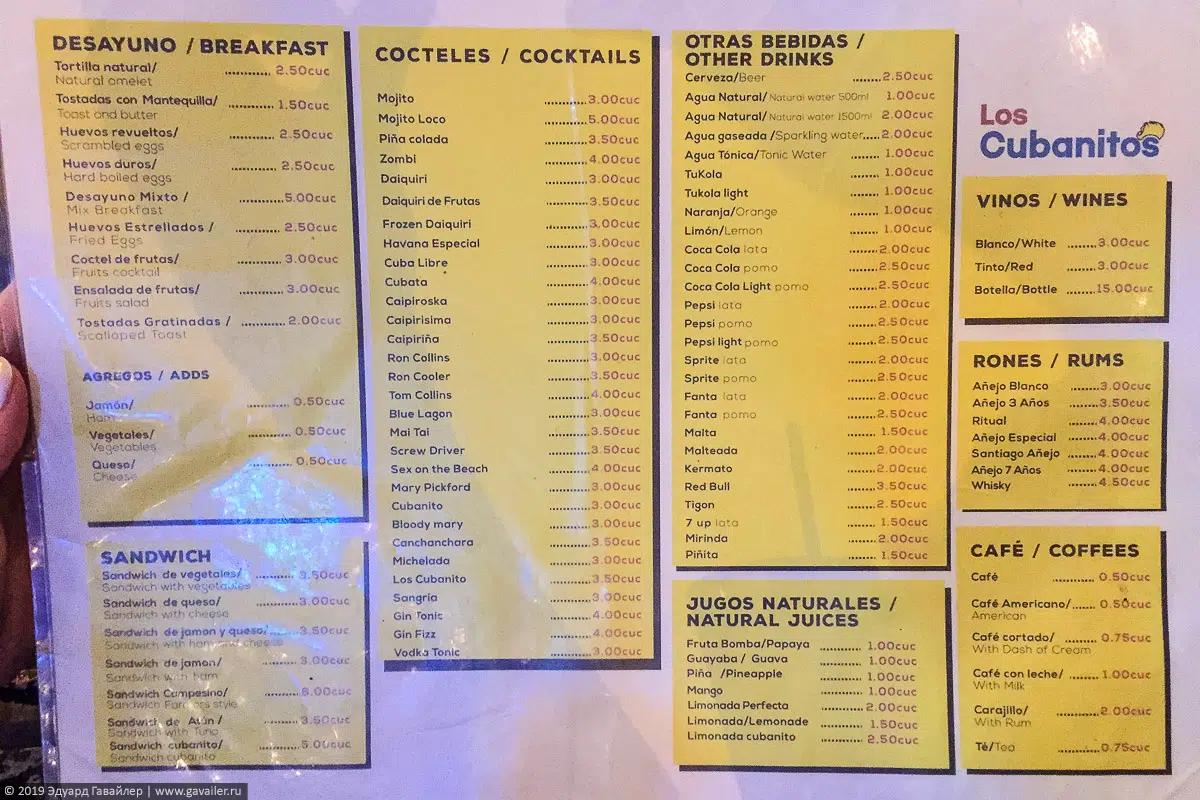 DESAYUNO / BREAKFAST
Tortilla natural/ ............ 2.50cuc
Natural omelet
Tostadas con Mantequilla/ ............ 1.50cuc
Toast and butter
Huevos revueltos/ ............ 2.50cuc
Scrambled eggs
Huevos duros/ ............ 2.50cuc
Hard boiled eggs
Desayuno Mixto / ............ 5.00cuc
Mix Breakfast
Huevos Estrellados / ............ 2.50cuc
Fried Eggs
Coctel de frutas/ ............ 3.00cuc
Fruits cocktail
Ensalada de frutas/ ............ 3.00cuc
Fruits salad
Tostadas Gratinadas / ............ 2.00cuc
Scalloped Toast
AGREGOS / ADDS
Jamón/ ............ 0.50cuc
Ham
Vegetales/ ............ 0.50cuc
Vegetables
Queso/ ............ 0.50cuc
Cheese
SANDWICH
Sandwich de vegetales/ .......... 3.50cuc
Sandwich with vegetables
Sandwich de queso/ ............ 3.00cuc
Sandwich with cheese
Sandwich de jamon y queso/ ....... 3.50cuc
Sandwich with ham and cheese
Sandwich de jamon/ ............ 3.00cuc
Sandwich with ham
Sandwich Campesino/ .......... 6.00cuc
Sandwich Farmers style
Sandwich de Atún / .......... 3.50cuc
Sandwich with Tuna
Sandwich cubanito/ .......... 5.00cuc
Sandwich cubanito
COCTELES / COCKTAILS
Mojito ............ 3.00cuc
Mojito Loco ............ 5.00cuc
Piña colada ............ 3.50cuc
Zombi ............ 4.00cuc
Daiquiri ............ 3.00cuc
Daiquiri de Frutas ............ 3.50cuc
Frozen Daiquiri ............ 3.00cuc
Havana Especial ............ 3.00cuc
Cuba Libre ............ 3.00cuc
Cubata ............ 4.00cuc
Caipiroska ............ 3.00cuc
Caipirisima ............ 3.00cuc
Caipiriña ............ 3.50cuc
Ron Collins ............ 3.00cuc
Ron Cooler ............ 3.50cuc
Tom Collins ............ 4.00cuc
Blue Lagon ............ 3.00cuc
Mai Tai ............ 3.50cuc
Screw Driver ............ 3.50cuc
Sex on the Beach ............ 4.00cuc
Mary Pickford ............ 3.00cuc
Cubanito ............ 3.00cuc
Bloody mary ............ 3.00cuc
Canchanchara ............ 3.50cuc
Michelada ............ 3.00cuc
Los Cubanito ............ 3.50cuc
Sangria ............ 3.00cuc
Gin Tonic ............ 4.00cuc
Gin Fizz ............ 4.00cuc
Vodka Tonic ............ 3.00cuc
OTRAS BEBIDAS /
OTHER DRINKS
Cerveza/Beer ........ 2.50cuc
Agua Natural/ Natural water 500ml 1.00cuc
Agua Natural/ Natural water 1500ml 2.00cuc
Agua gaseada /Sparkling water.... 2.00cuc
Agua Tónica/Tonic Water ........ 1.00cuc
TuKola ........ 1.00cuc
Tukola light ........ 1.00cuc
Naranja/Orange ........ 1.00cuc
Limón/Lemon ........ 1.00cuc
Coca Cola lata ........ 2.00cuc
Coca Cola pomo ........ 2.50cuc
Coca Cola Light pomo ........ 2.50cuc
Pepsi lata ........ 2.00cuc
Pepsi pomo ........ 2.50cuc
Pepsi light pomo ........ 2.50cuc
Sprite lata ........ 2.00cuc
Sprite pomo ........ 2.50cuc
Fanta lata ........ 2.00cuc
Fanta pomo ........ 2.50cuc
Malta ........ 1.50cuc
Malteada ........ 2.00cuc
Kermato ........ 2.00cuc
Red Bull ........ 3.50cuc
Tigon ........ 2.50cuc
7 up lata ........ 1.50cuc
Mirinda ........ 2.00cuc
Piñita ........ 1.50cuc
JUGOS NATURALES /
NATURAL JUICES
Fruta Bomba/Papaya ............ 1.00cuc
Guayaba / Guava ............ 1.00cuc
Piña /Pineapple ............ 1.00cuc
Mango ............ 1.00cuc
Limonada Perfecta ............ 2.00cuc
Limonada/Lemonade ............ 1.50cuc
Limonada cubanito ............ 2.50cuc
Los
Cubanitos
VINOS / WINES
Blanco/White ........ 3.00cuc
Tinto/Red ........ 3.00cuc
Botella/Bottle ........ 15.00cuc
RONES / RUMS
Añejo Blanco ........ 3.00cuc
Añejo 3 Años ........ 3.50cuc
Ritual ........ 4.00cuc
Añejo Especial ........ 4.00cuc
Santiago Añejo ........ 4.00cuc
Añejo 7 Años ........ 4.00cuc
Whisky ........ 4.50cuc
CAFÉ / COFFEES
Café ............ 0.50cuc
Café Americano/ ....... 0.50cuc
American
Café cortado/ ........ 0.75cuc
With Dash of Cream
Café con leche/ ........ 1.00cuc
With Milk
Carajillo/ ............ 2.00cuc
With Rum
Té/Tea ............ 0.75cuc
© 2019 Эдуард Гавайлер | www.gavailer.ru